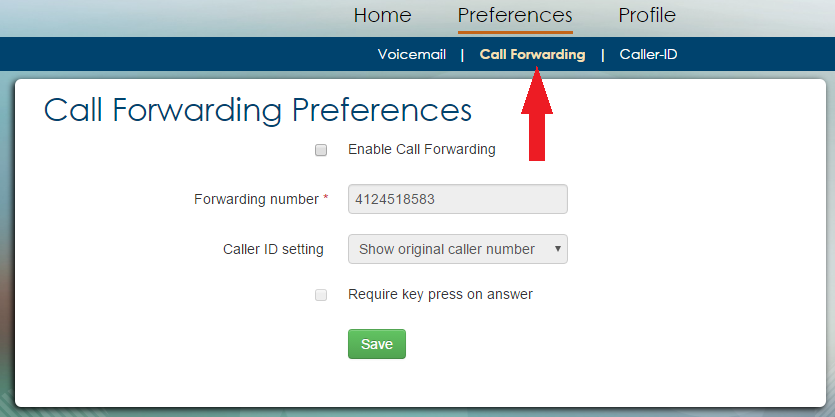 Home Preferences Profile
Voicemail | Call Forwarding | Caller-ID
Call Forwarding Preferences
Enable Call Forwarding
Forwarding number * 4124518583
Caller ID setting Show original caller number
Require key press on answer
Save